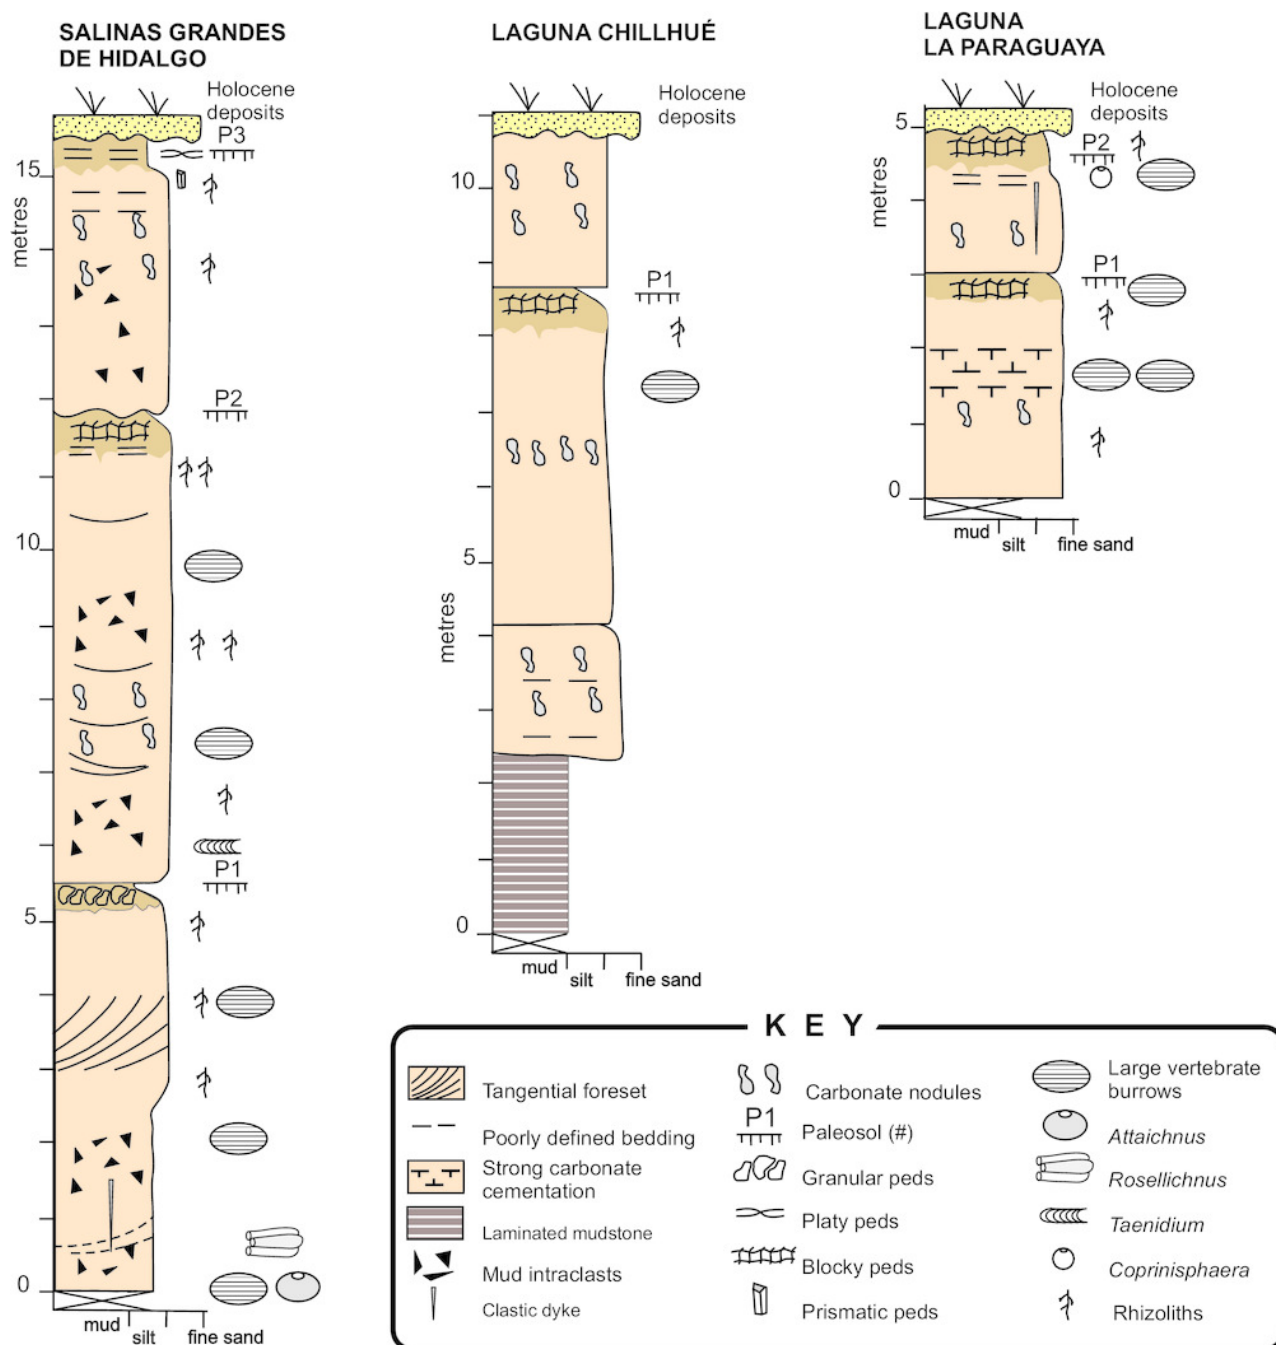 SALINAS GRANDES
DE HIDALGO
Holocene
deposits
P3
15
metres
P2
10
P1
5
0
mud
silt
fine sand
LAGUNA CHILLHUÉ
Holocene
deposits
10
P1
5
metres
0
mud
silt
fine sand
LAGUNA
LA PARAGUAYA
Holocene
deposits
5
P2
metres
P1
0
mud
silt
fine sand
KEY
Tangential foreset
Poorly defined bedding
Strong carbonate
cementation
Laminated mudstone
Mud intraclasts
Clastic dyke
Carbonate nodules
P1
Paleosol (#)
Granular peds
Platy peds
Blocky peds
Prismatic peds
Large vertebrate
burrows
Attaichnus
Rosellichnus
Taenidium
Coprinisphaera
Rhizoliths